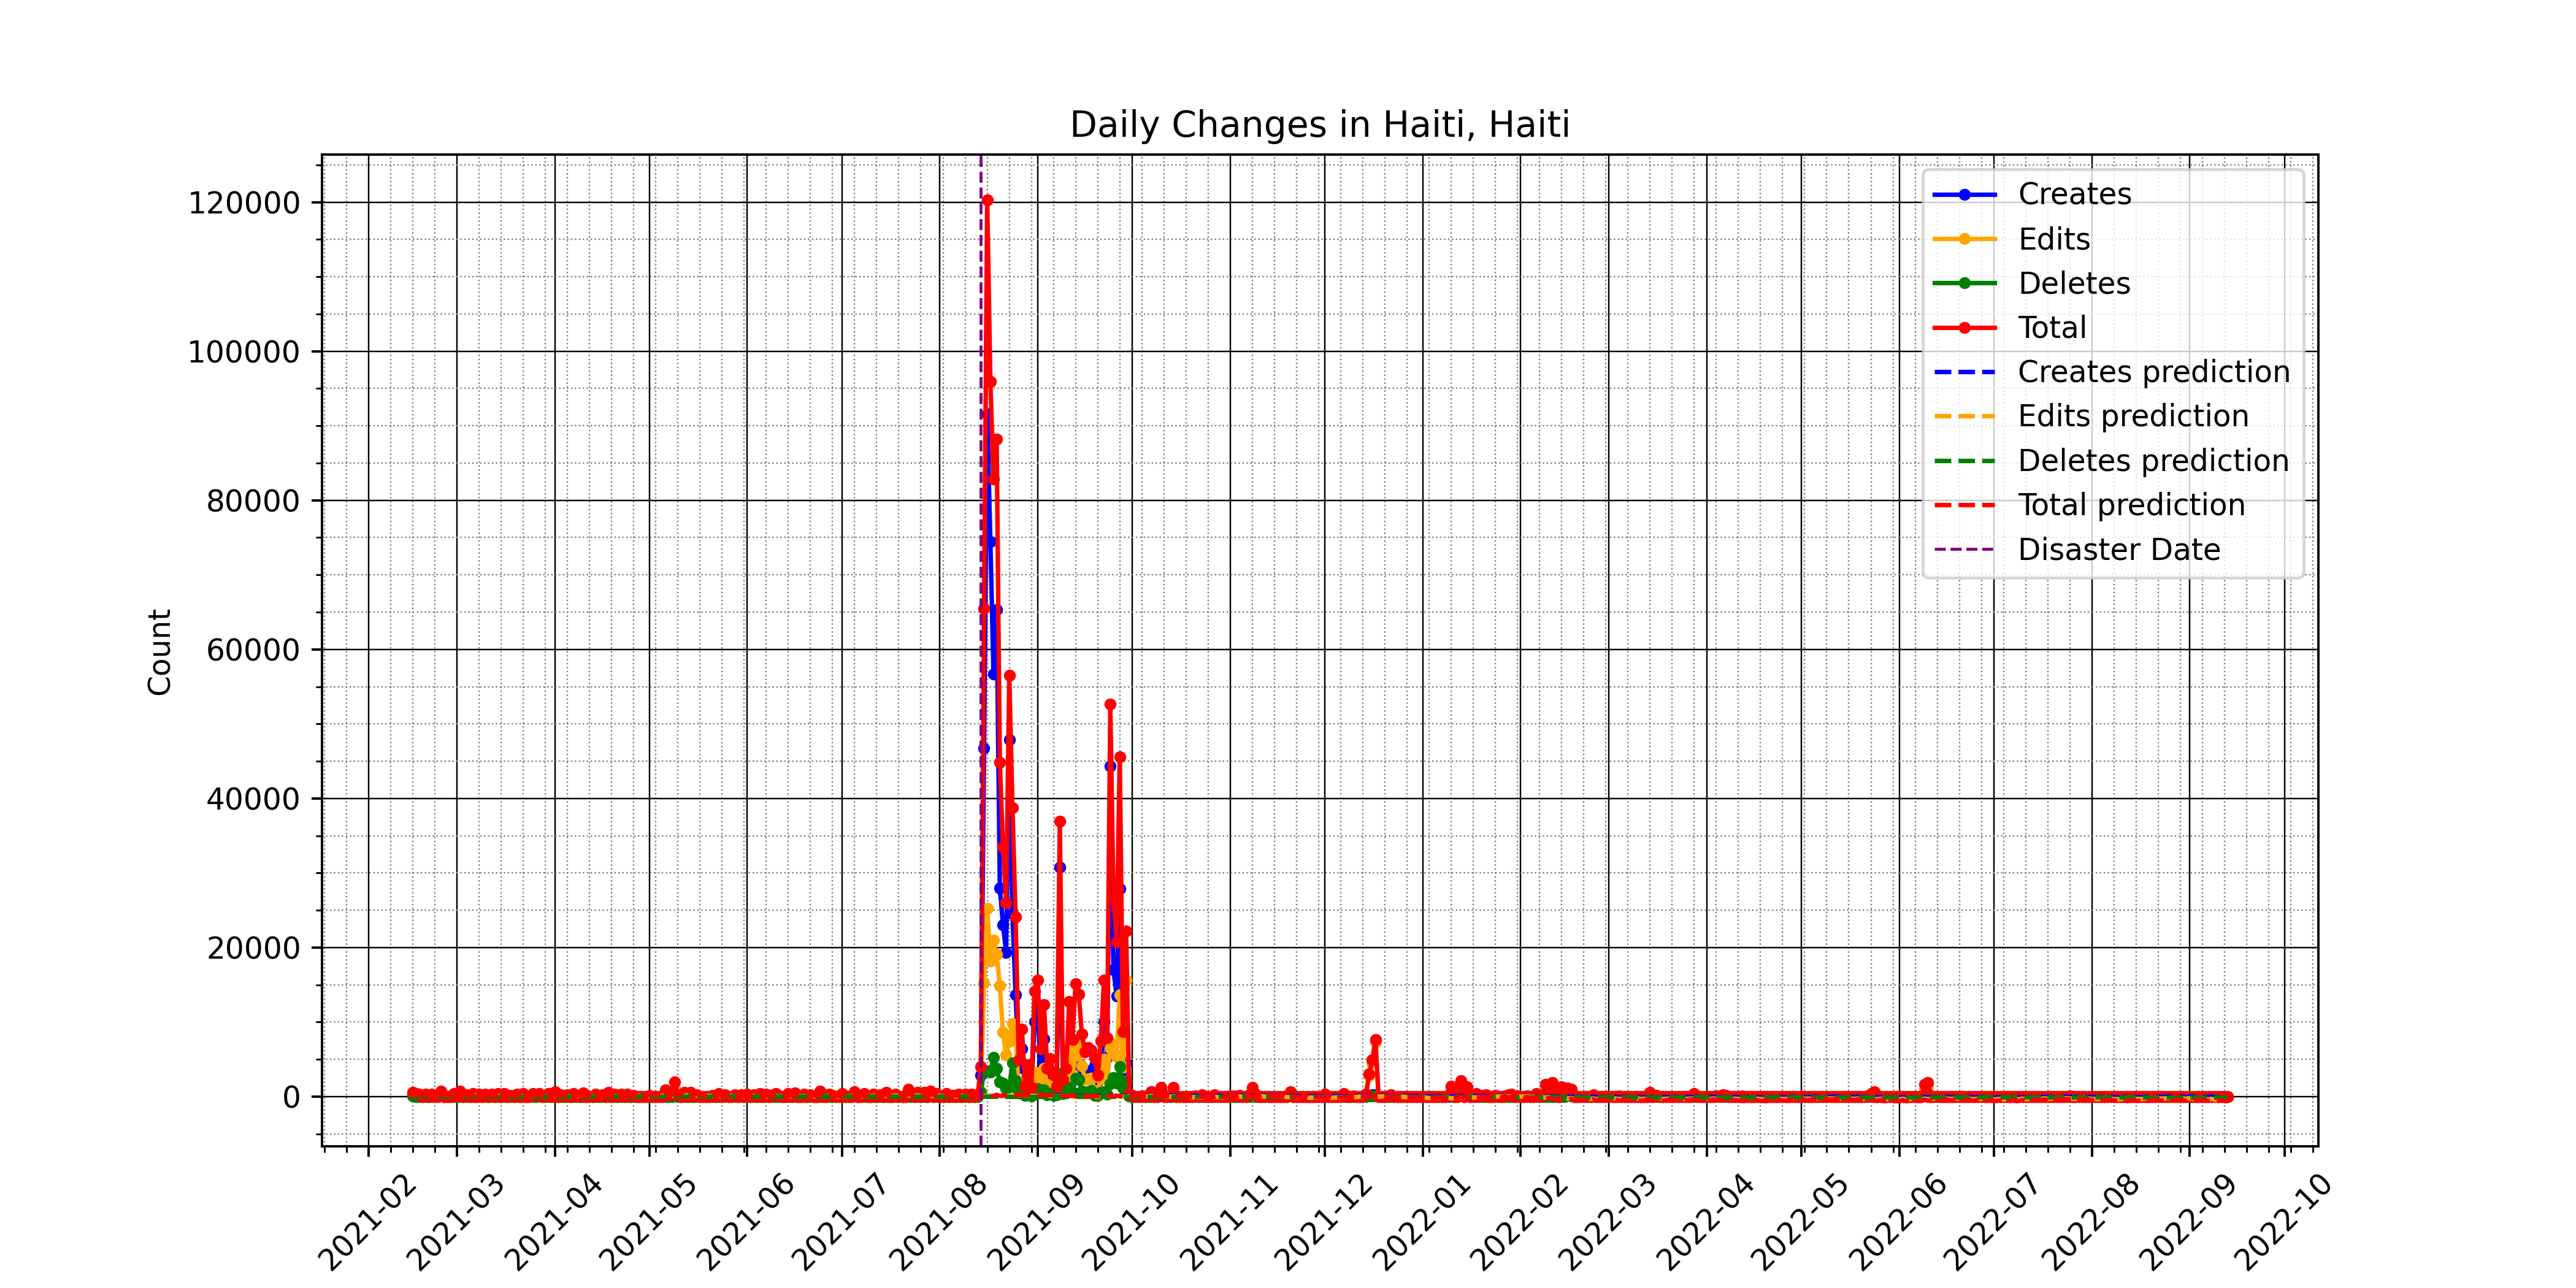 Daily Changes in Haiti, Haiti
Count
120000
100000
80000
60000
40000
20000
0
Creates
Edits
Deletes
Total
Creates prediction
Edits prediction
Deletes prediction
Total prediction
Disaster Date
2021-02
2021-03
2021-04
2021-05
2021-06
2021-07
2021-08
2021-09
2021-10
2021-11
2021-12
2022-01
2022-02
2022-03
2022-04
2022-05
2022-06
2022-07
2022-08
2022-09
2022-10